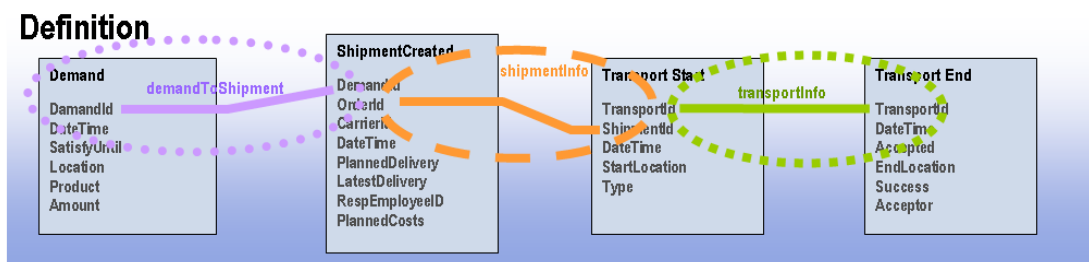 Definition
Demand
DamandId
DateTime
SatisfyUntil
Location
Product
Amount
demandToShipment
ShipmentCreated
DemandId
OrderId
CarrierId
DateTime
PlannedDelivery
LatestDelivery
RespEmployeeID
PlannedCosts
shipmentInfo
Transport Start
TransportId
ShipmentId
DateTime
StartLocation
Type
transportInfo
Transport End
TransportId
DateTime
Accepted
EndLocation
Success
Acceptor